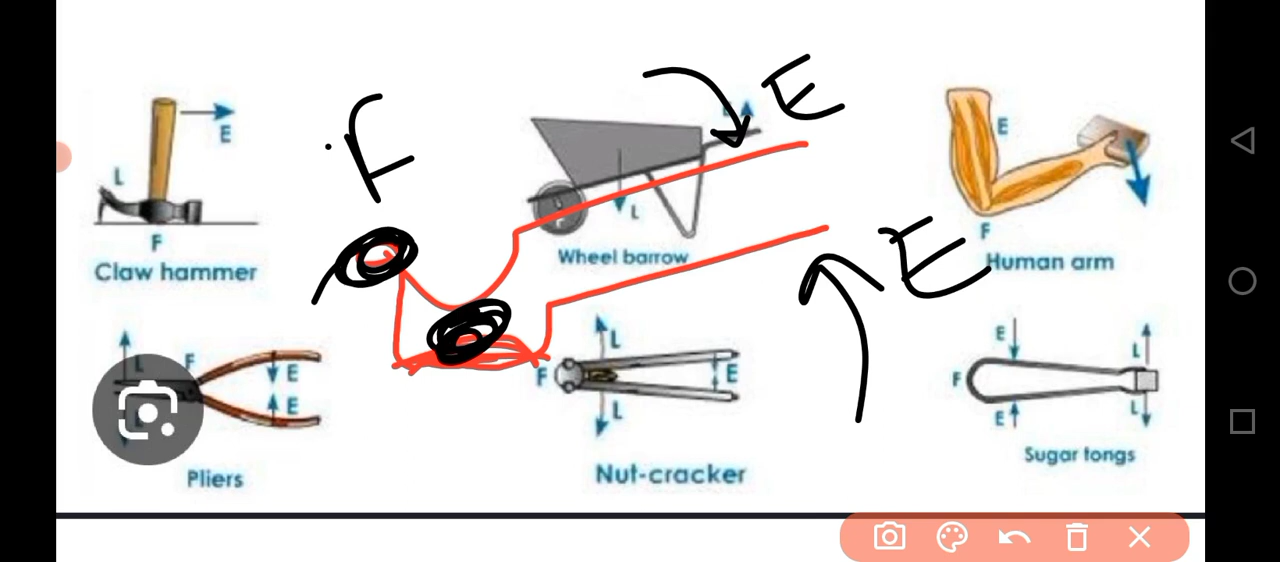 F
E
E
L
E
F
Claw hammer
L
F
Wheel barrow
E
F
Human arm
L
F
E
E
Pliers
L
F
E
L
Nut-cracker
E
F
L
E
L
Sugar tongs